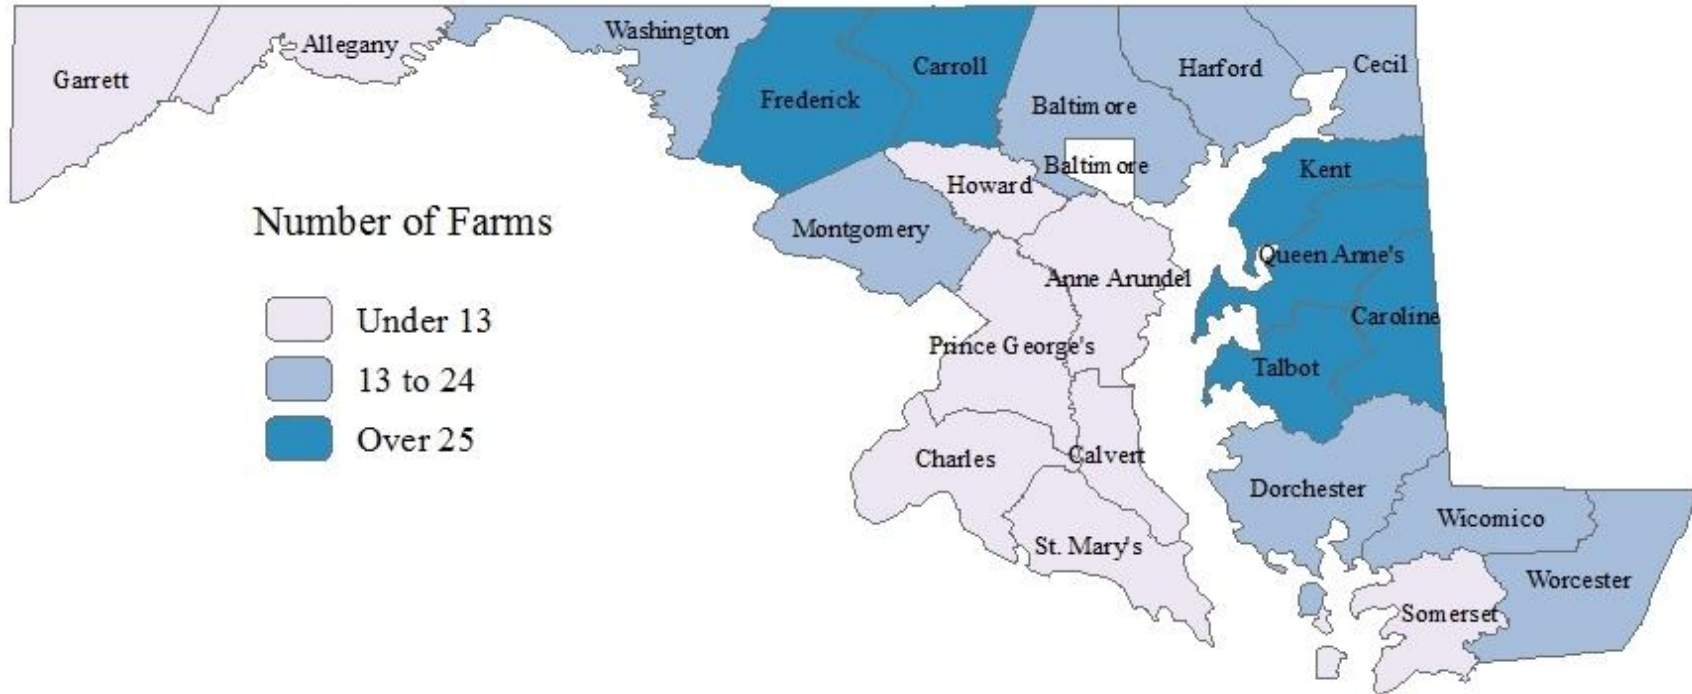 Garrett
Allegany
Washington
Frederick
Carroll
Baltimore
Harford
Cecil
Baltimore
Howard
Montgomery
Kent
Queen Anne's
Anne Arundel
Caroline
Prince George's
Talbot
Charles
Calvert
St. Mary's
Dorchester
Wicomico
Worcester
Somerset
Number of Farms
Under 13
13 to 24
Over 25